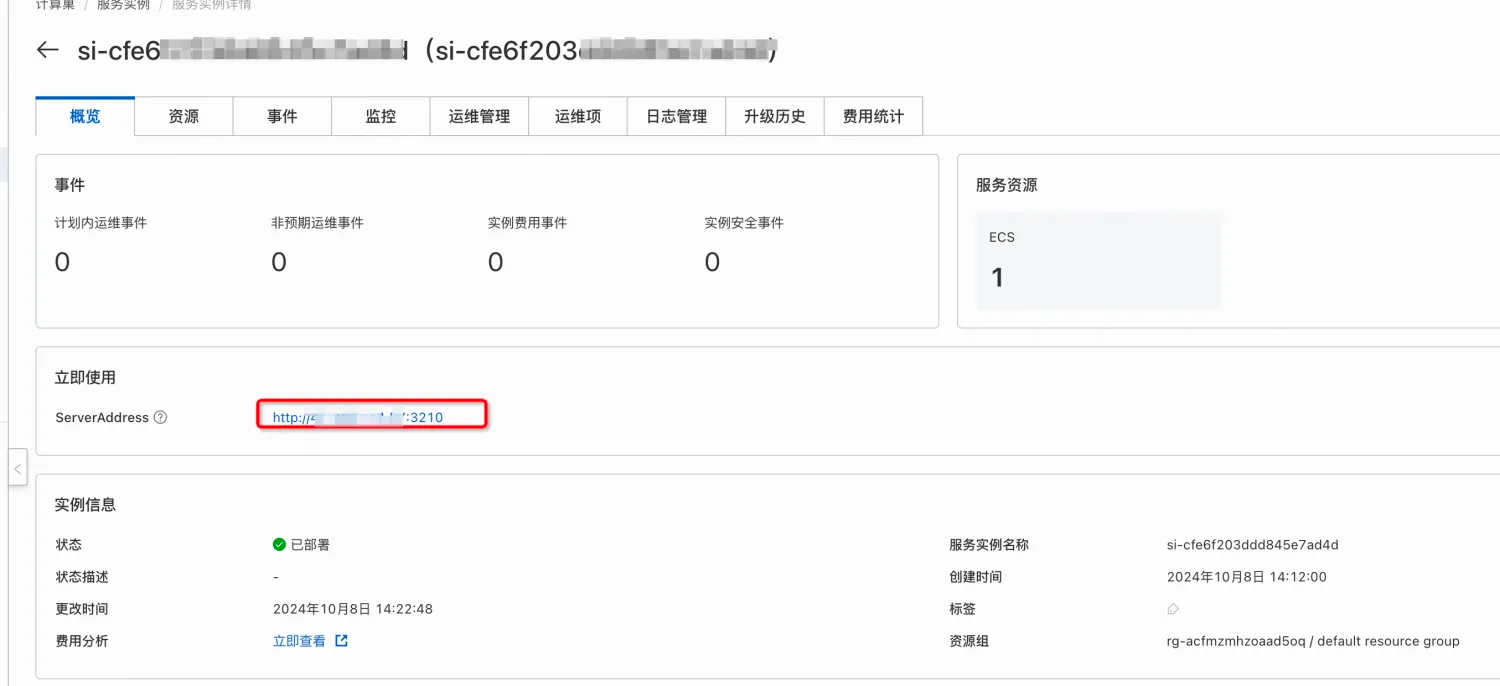 计算巢 / 服务实例 / 服务实例详情
si-cfe6 (si-cfe6f203
概览 资源 事件 监控 运维管理 运维项 日志管理 升级历史 费用统计
事件
计划内运维事件 非预期运维事件 实例费用事件 实例安全事件
0 0 0 0
服务资源
ECS
1
立即使用
ServerAddress http:// :3210
实例信息
状态 已部署 服务实例名称 si-cfe6f203ddd845e7ad4d
状态描述 - 创建时间 2024年10月8日 14:12:00
更改时间 2024年10月8日 14:22:48 标签
费用分析 立即查看 资源组 rg-acfmzmhzoaad5oq / default resource group